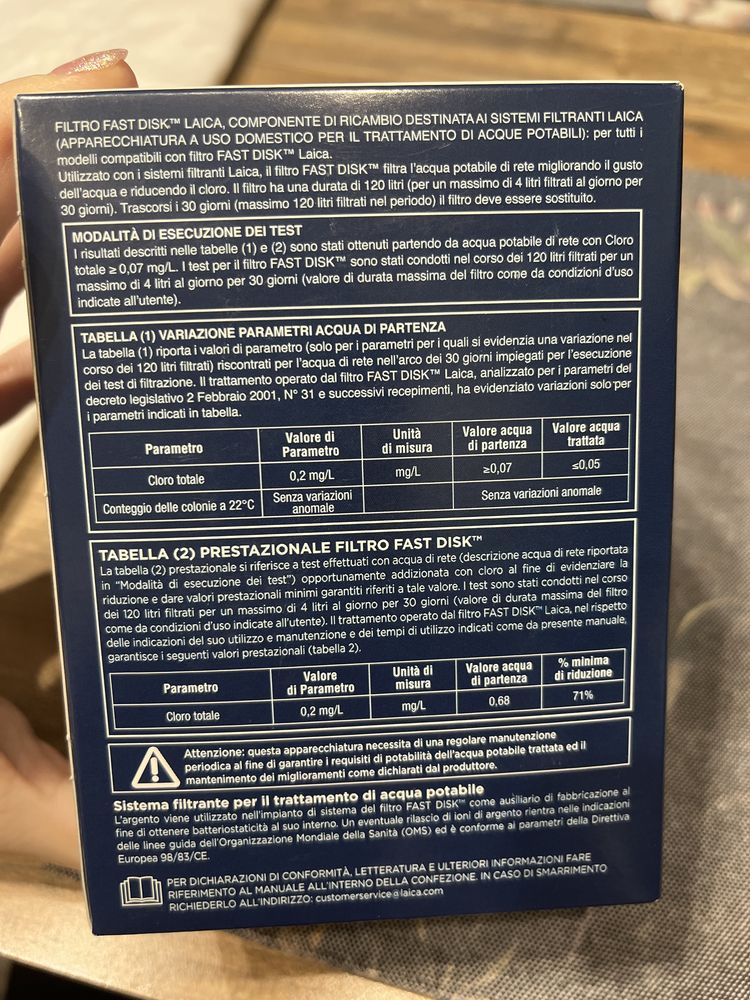 FILTRO FAST DISK™ LAICA, COMPONENTE DI RICAMBIO DESTINATA AI SISTEMI FILTRANTI LAICA
(APPARECCHIATURA A USO DOMESTICO PER IL TRATTAMENTO DI ACQUE POTABILI): per tutti i
modelli compatibili con filtro FAST DISK™ Laica.
Utilizzato con i sistemi filtranti Laica, il filtro FAST DISK™ filtra l'acqua potabile di rete migliorando il gusto
dell'acqua e riducendo il cloro. Il filtro ha una durata di 120 litri (per un massimo di 4 litri filtrati al giorno per
30 giorni). Trascorsi i 30 giorni (massimo 120 litri filtrati nel periodo) il filtro deve essere sostituito.
MODALITÀ DI ESECUZIONE DEI TEST
I risultati descritti nelle tabelle (1) e (2) sono stati ottenuti partendo da acqua potabile di rete con Cloro
totale ≥ 0,07 mg/L. I test per il filtro FAST DISK™ sono stati condotti nel corso dei 120 litri filtrati per un
massimo di 4 litri al giorno per 30 giorni (valore di durata massima del filtro come da condizioni d'uso
indicate all'utente).
TABELLA (1) VARIAZIONE PARAMETRI ACQUA DI PARTENZA
La tabella (1) riporta i valori di parametro (solo per i parametri per i quali si evidenzia una variazione nel
corso dei 120 litri filtrati) riscontrati per l'acqua di rete nell'arco dei 30 giorni impiegati per l'esecuzione
dei test di filtrazione. Il trattamento operato dal filtro FAST DISK™ Laica, analizzato per i parametri del
decreto legislativo 2 Febbraio 2001, N° 31 e successivi recepimenti, ha evidenziato variazioni solo per
i parametri indicati in tabella.
Parametro Valore di Parametro Unità di misura Valore acqua di partenza Valore acqua trattata
Cloro totale 0,2 mg/L mg/L ≥0,07 ≤0,05
Conteggio delle colonie a 22°C Senza variazioni anomale Senza variazioni anomale
TABELLA (2) PRESTAZIONALE FILTRO FAST DISK™
La tabella (2) prestazionale si riferisce a test effettuati con acqua di rete (descrizione acqua di rete riportata
in "Modalità di esecuzione dei test") opportunamente addizionata con cloro al fine di evidenziare la
riduzione e dare valori prestazionali minimi garantiti riferiti a tale valore. I test sono stati condotti nel corso
dei 120 litri filtrati per un massimo di 4 litri al giorno per 30 giorni (valore di durata massima del filtro
come da condizioni d'uso indicate all'utente). Il trattamento operato dal filtro FAST DISK™ Laica, nel rispetto
delle indicazioni del suo utilizzo e manutenzione e dei tempi di utilizzo indicati come da presente manuale,
garantisce i seguenti valori prestazionali (tabella 2).
Parametro Valore di Parametro Unità di misura Valore acqua di partenza % minima di riduzione
Cloro totale 0,2 mg/L mg/L 0,68 71%
Attenzione: questa apparecchiatura necessita di una regolare manutenzione
periodica al fine di garantire i requisiti di potabilità dell'acqua potabile trattata ed il
mantenimento dei miglioramenti come dichiarati dal produttore.
Sistema filtrante per il trattamento di acqua potabile
L'argento viene utilizzato nell'impianto di sistema del filtro FAST DISK™ come ausiliario di fabbricazione al
fine di ottenere batteriostaticità al suo interno. Un eventuale rilascio di ioni di argento rientra nelle indicazioni
delle linee guida dell'Organizzazione Mondiale della Sanità (OMS) ed è conforme ai parametri della Direttiva
Europea 98/83/CE.
PER DICHIARAZIONI DI CONFORMITÀ, LETTERATURA E ULTERIORI INFORMAZIONI FARE
RIFERIMENTO AL MANUALE ALL'INTERNO DELLA CONFEZIONE. IN CASO DI SMARRIMENTO
RICHIEDERLO ALL'INDIRIZZO: customerservice@laica.com